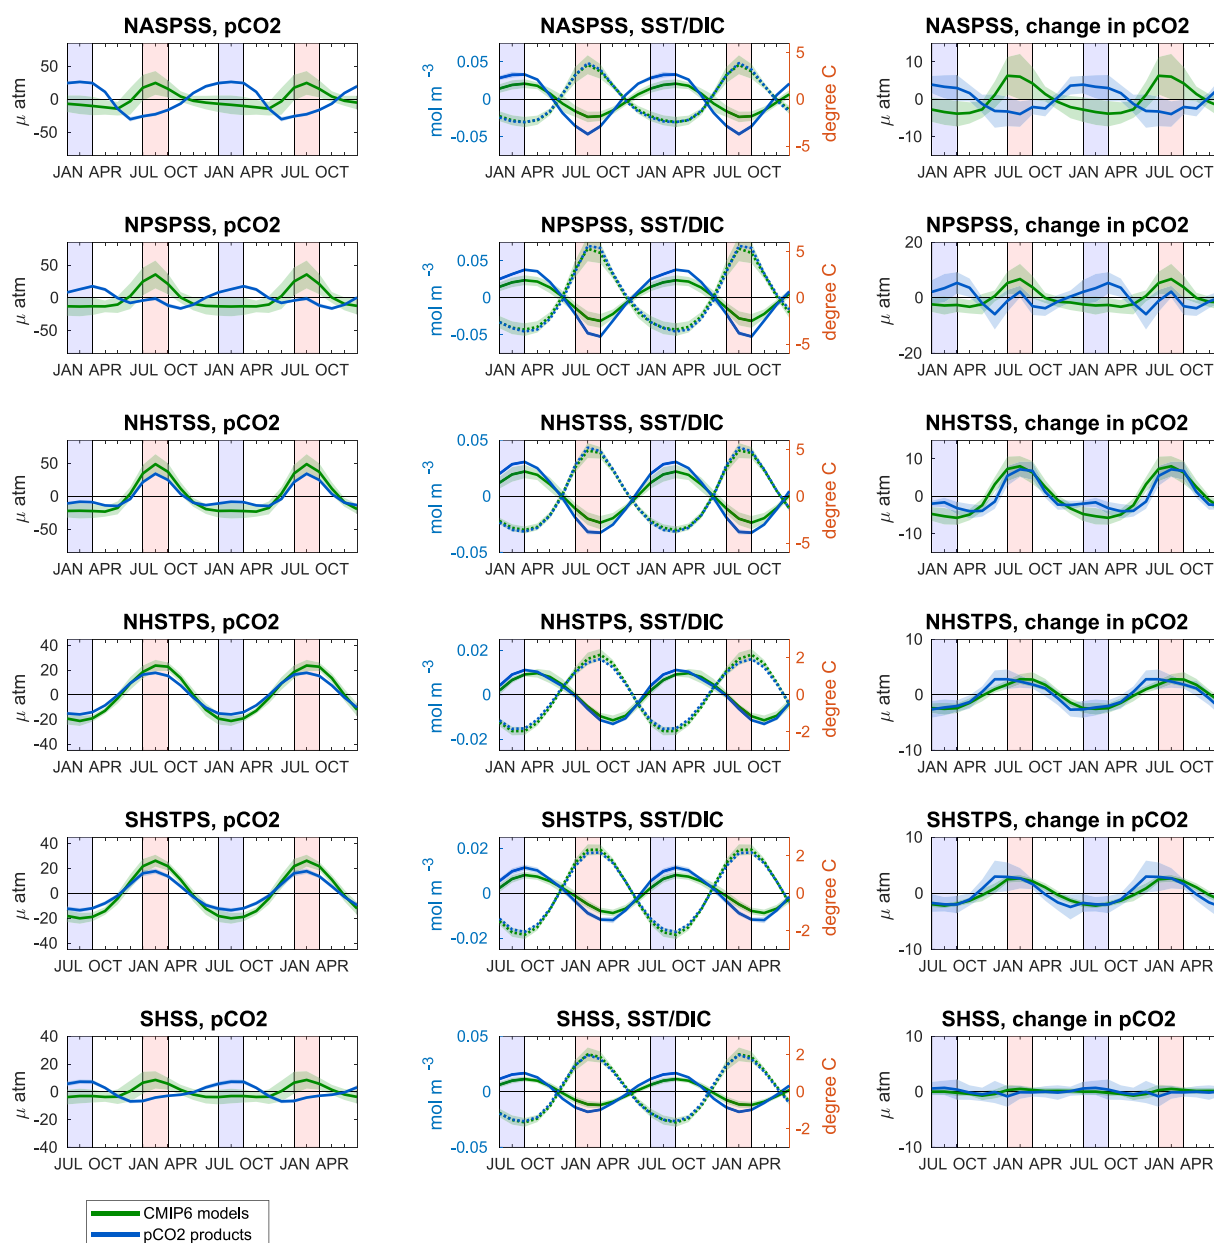 NASPSS, pCO2
50
0
-50
μ atm
JAN APR JUL OCT JAN APR JUL OCT
NASPSS, SST/DIC
0.05
0
-0.05
mol m -3
5
0
-5
degree C
JAN APR JUL OCT JAN APR JUL OCT
NASPSS, change in pCO2
10
0
-10
μ atm
JAN APR JUL OCT JAN APR JUL OCT
NPSPSS, pCO2
50
0
-50
μ atm
JAN APR JUL OCT JAN APR JUL OCT
NPSPSS, SST/DIC
0.05
0
-0.05
mol m -3
5
0
-5
degree C
JAN APR JUL OCT JAN APR JUL OCT
NPSPSS, change in pCO2
20
0
-20
μ atm
JAN APR JUL OCT JAN APR JUL OCT
NHSTSS, pCO2
50
0
-50
μ atm
JAN APR JUL OCT JAN APR JUL OCT
NHSTSS, SST/DIC
0.05
0
-0.05
mol m -3
5
0
-5
degree C
JAN APR JUL OCT JAN APR JUL OCT
NHSTSS, change in pCO2
10
0
-10
μ atm
JAN APR JUL OCT JAN APR JUL OCT
NHSTPS, pCO2
40
20
0
-20
-40
μ atm
JAN APR JUL OCT JAN APR JUL OCT
NHSTPS, SST/DIC
0.02
0
-0.02
mol m -3
2
0
-2
degree C
JAN APR JUL OCT JAN APR JUL OCT
NHSTPS, change in pCO2
10
0
-10
μ atm
JAN APR JUL OCT JAN APR JUL OCT
SHSTPS, pCO2
40
20
0
-20
-40
μ atm
JUL OCT JAN APR JUL OCT JAN APR
SHSTPS, SST/DIC
0.02
0
-0.02
mol m -3
2
0
-2
degree C
JUL OCT JAN APR JUL OCT JAN APR
SHSTPS, change in pCO2
10
0
-10
μ atm
JUL OCT JAN APR JUL OCT JAN APR
SHSS, pCO2
40
20
0
-20
-40
μ atm
JUL OCT JAN APR JUL OCT JAN APR
SHSS, SST/DIC
0.05
0
-0.05
mol m -3
2
0
-2
degree C
JUL OCT JAN APR JUL OCT JAN APR
SHSS, change in pCO2
10
0
-10
μ atm
JUL OCT JAN APR JUL OCT JAN APR
CMIP6 models
pCO2 products